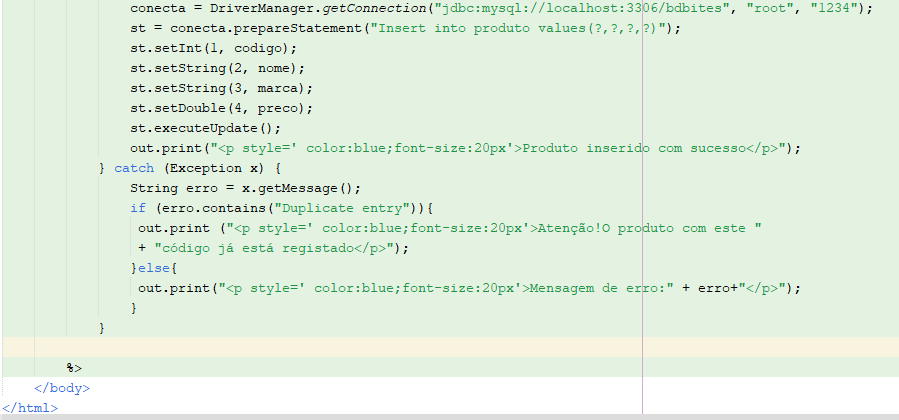 conecta = DriverManager.getConnection("jdbc:mysql://localhost:3306/bdbites", "root", "1234");
st = conecta.prepareStatement("Insert into produto values(?,?,?,?)");
st.setInt(1, codigo);
st.setString(2, nome);
st.setString(3, marca);
st.setDouble(4, preco);
st.executeUpdate();
out.print("<p style=' color:blue;font-size:20px'>Produto inserido com sucesso</p>");
} catch (Exception x) {
String erro = x.getMessage();
if (erro.contains("Duplicate entry")){
out.print ("<p style=' color:blue;font-size:20px'>Atenção!O produto com este "
+ "código já está registado</p>");
}else{
out.print("<p style=' color:blue;font-size:20px'>Mensagem de erro:" + erro+"</p>");
}
}
%>
</body>
</html>